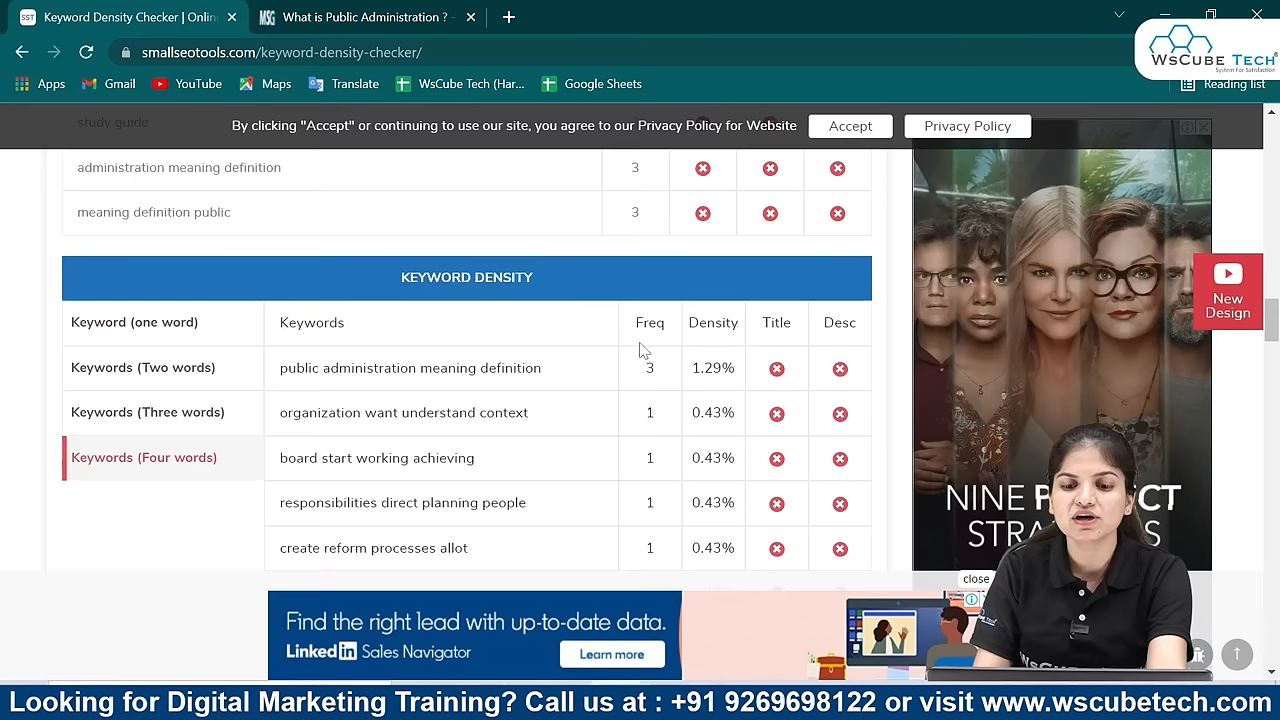 Keyword Density Checker | Onlin
MSG What is Public Administration ? -
smallseotools.com/keyword-density-checker/
WsCube Tech®
System For Satisfaction
Apps Gmail YouTube Maps Translate WsCube Tech (Har... Google Sheets Reading list
study guide
By clicking "Accept" or continuing to use our site, you agree to our Privacy Policy for Website Accept Privacy Policy
administration meaning definition 3
meaning definition public 3
KEYWORD DENSITY
Keyword (one word) Keywords Freq Density Title Desc
Keywords (Two words) public administration meaning definition 3 1.29%
Keywords (Three words) organization want understand context 1 0.43%
Keywords (Four words) board start working achieving 1 0.43%
responsibilities direct planning people 1 0.43%
create reform processes allot 1 0.43%
New
Design
NINE
close
Find the right lead with up-to-date data.
Linked in Sales Navigator
Learn more
Looking for Digital Marketing Training? Call us at : +91 9269698122 or visit www.wscubetech.com